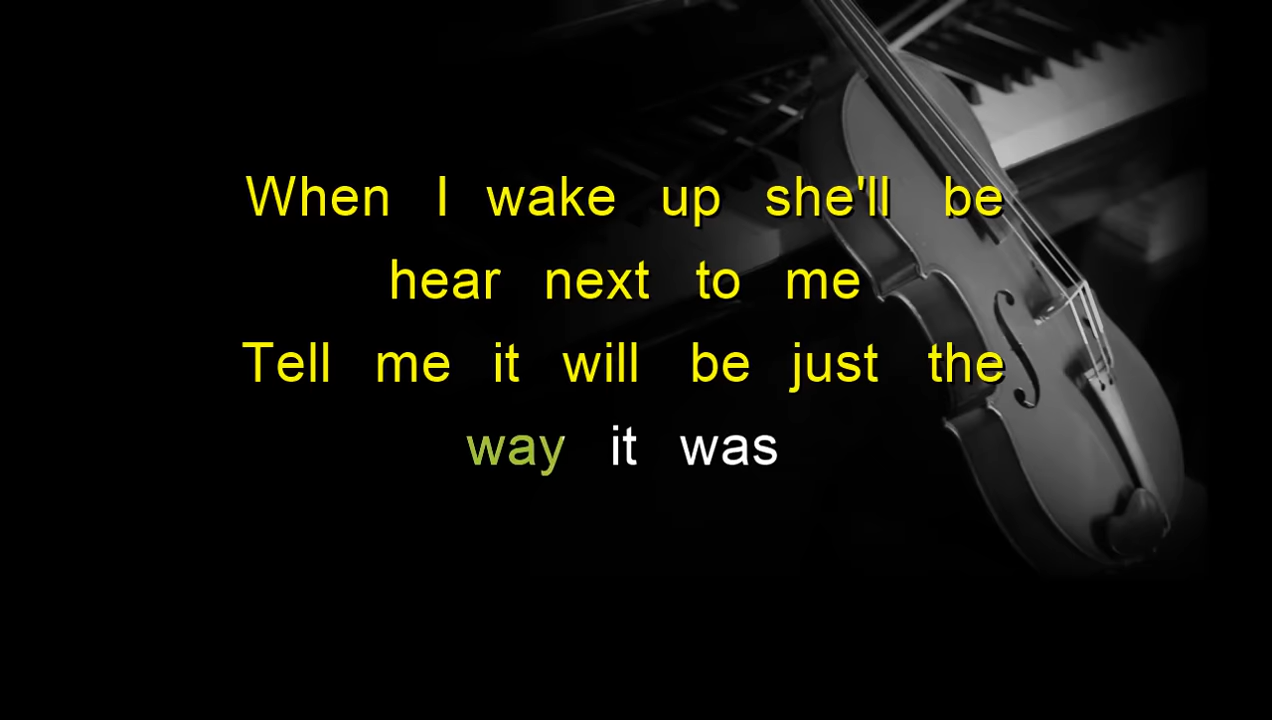 When I wake up she'll be
hear next to me
Tell me it will be just the
way it was